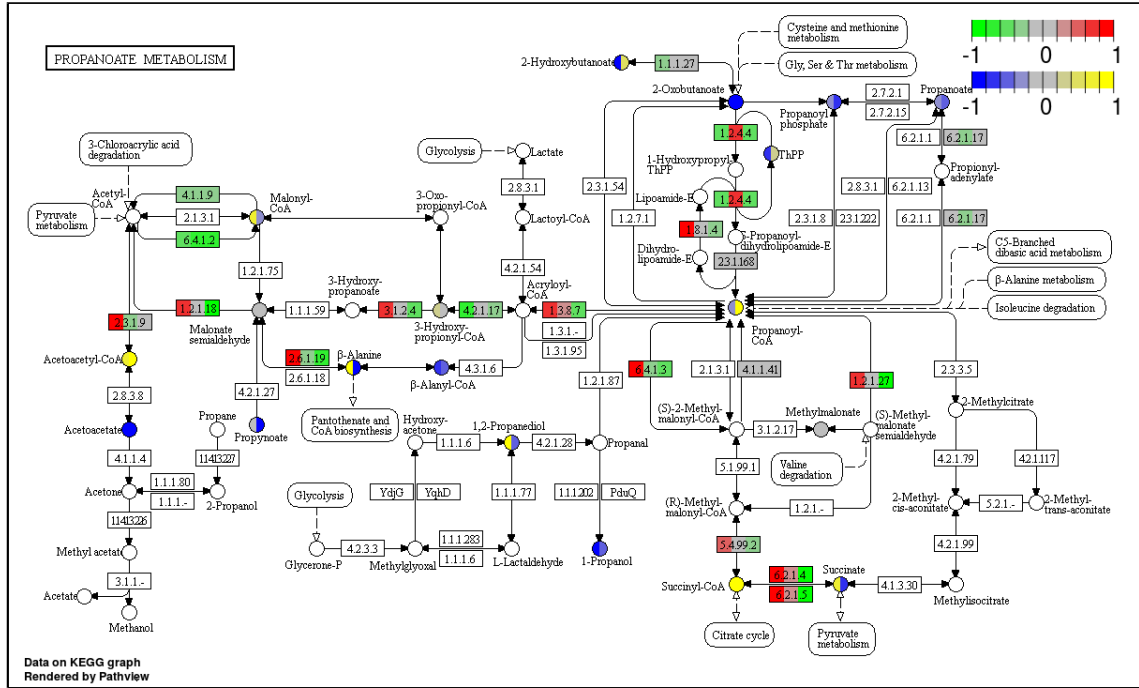 PROPANOATE METABOLISM
Cysteine and methionine
metabolism
Gly, Ser & Thr metabolism
-1 0 1
-1 0 1
2-Hydroxybutanoate
1.1.1.27
2-Oxobutanoate
Propanoyl
phosphate
2.7.2.1
2.7.2.15
Propanoate
1.2.4.4
ThPP
1-Hydroxypropyl-
ThPP
6.2.1.1
6.2.1.17
Propionyl-
adenylate
3-Chloroacrylic acid
degradation
Glycolysis
Lactate
2.8.3.1
2.3.1.54
1.2.7.1
Lipoamide-E
1.2.4.4
2.3.1.8
2.3.1.222
2.8.3.1
6.2.1.13
6.2.1.1
6.2.1.17
Acetyl-
CoA
4.1.1.9
Malonyl-
CoA
2.1.3.1
6.4.1.2
Pyruvate
metabolism
3-Oxo-
propionyl-CoA
Lactoyl-CoA
1.8.1.4
S-Propanoyl-
dihydrolipoamide-E
Dihydro-
lipoamide-E
2.3.1.168
C5-Branched
dibasic acid metabolism
β-Alanine metabolism
Isoleucine degradation
1.2.1.75
4.2.1.54
3-Hydroxy-
propanoate
Acryloyl-
CoA
1.2.1.18
Malonate
semialdehyde
1.1.1.59
3.1.2.4
3-Hydroxy-
propionyl-CoA
4.2.1.17
1.3.8.7
1.3.1.-
1.3.1.95
Propanoyl-
CoA
2.3.1.9
Acetoacetyl-CoA
2.6.1.19
2.6.1.18
β-Alanine
4.3.1.6
β-Alanyl-CoA
1.2.1.87
6.4.1.3
2.1.3.1
4.1.1.41
1.2.1.27
2.3.3.5
2.8.3.8
4.2.1.27
Propane
Propynoate
Pantothenate and
CoA biosynthesis
Acetoacetate
Hydroxy-
acetone
1,2-Propanediol
1.1.1.6
4.2.1.28
Propanal
(S)-2-Methyl-
malonyl-CoA
Methylmalonate
3.1.2.17
(S)-Methyl-
malonate
semialdehyde
2-Methylcitrate
4.1.1.4
1.14.13.227
Valine
degradation
5.1.99.1
4.2.1.79
4.2.1.117
Acetone
1.1.1.80
1.1.1.-
2-Propanol
Glycolysis
YdjG
YqhD
1.1.1.77
1.1.1.202
PduQ
(R)-Methyl-
malonyl-CoA
1.2.1.-
2-Methyl-
cis-aconitate
5.2.1.-
2-Methyl-
trans-aconitate
1.14.13.226
Methyl acetate
Glycerone-P
4.2.3.3
Methylglyoxal
1.1.1.283
1.1.1.6
L-Lactaldehyde
1-Propanol
5.4.99.2
4.2.1.99
3.1.1.-
Acetate
Methanol
Succinyl-CoA
6.2.1.4
6.2.1.5
Succinate
4.1.3.30
Methylisocitrate
Citrate cycle
Pyruvate
metabolism
Data on KEGG graph
Rendered by Pathview